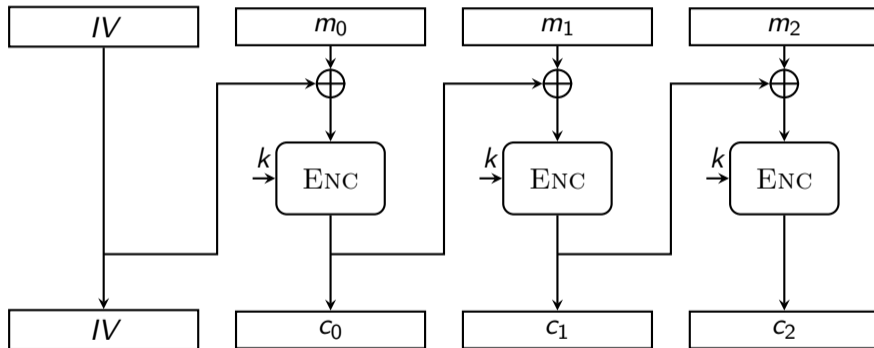 IV m₀ m₁ m₂
k ENC k ENC k ENC
IV c₀ c₁ c₂